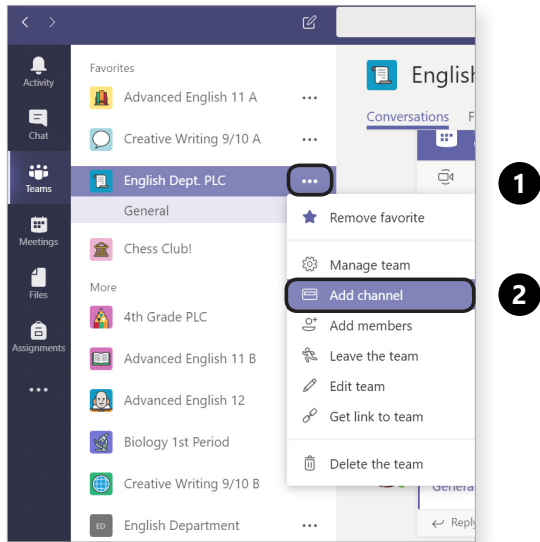 Activity
Chat
Teams
Meetings
Files
Assignments
Favorites
Advanced English 11 A
Creative Writing 9/10 A
English Dept. PLC
General
Chess Club!
More
4th Grade PLC
Advanced English 11 B
Advanced English 12
Biology 1st Period
Creative Writing 9/10 B
ED English Department
English
Conversations F
1
Remove favorite
Manage team
Add channel
2
Add members
Leave the team
Edit team
Get link to team
Delete the team
General
Reply